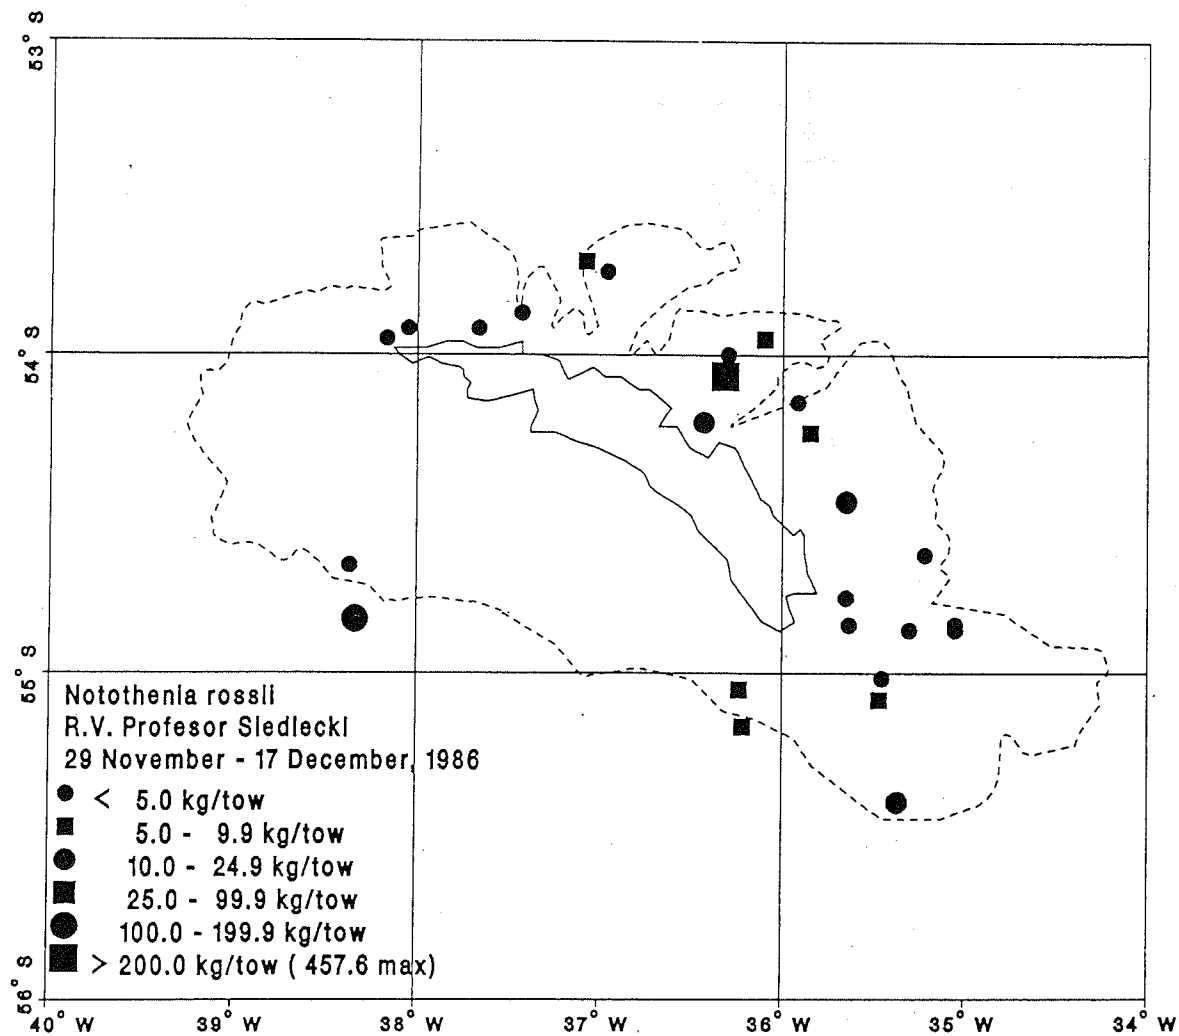 53° S
54° S
55° S
Notothenia rossii
R.V. Profesor Siedlecki
29 November - 17 December, 1986
< 5.0 kg/tow
5.0 - 9.9 kg/tow
10.0 - 24.9 kg/tow
25.0 - 99.9 kg/tow
100.0 - 199.9 kg/tow
> 200.0 kg/tow ( 457.6 max)
56° S
40° W 39° W 38° W 37° W 36° W 35° W 34° W